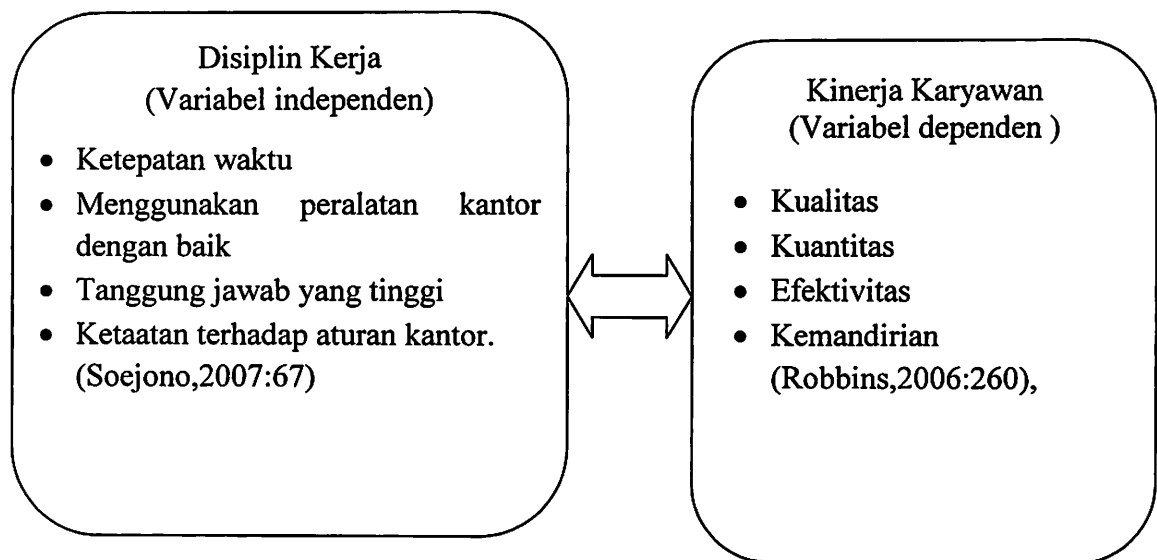 Disiplin Kerja
(Variabel independen)
• Ketepatan waktu
• Menggunakan peralatan kantor
dengan baik
• Tanggung jawab yang tinggi
• Ketaatan terhadap aturan kantor.
(Soejono,2007:67)
Kinerja Karyawan
(Variabel dependen )
• Kualitas
• Kuantitas
• Efektivitas
• Kemandirian
(Robbins,2006:260),